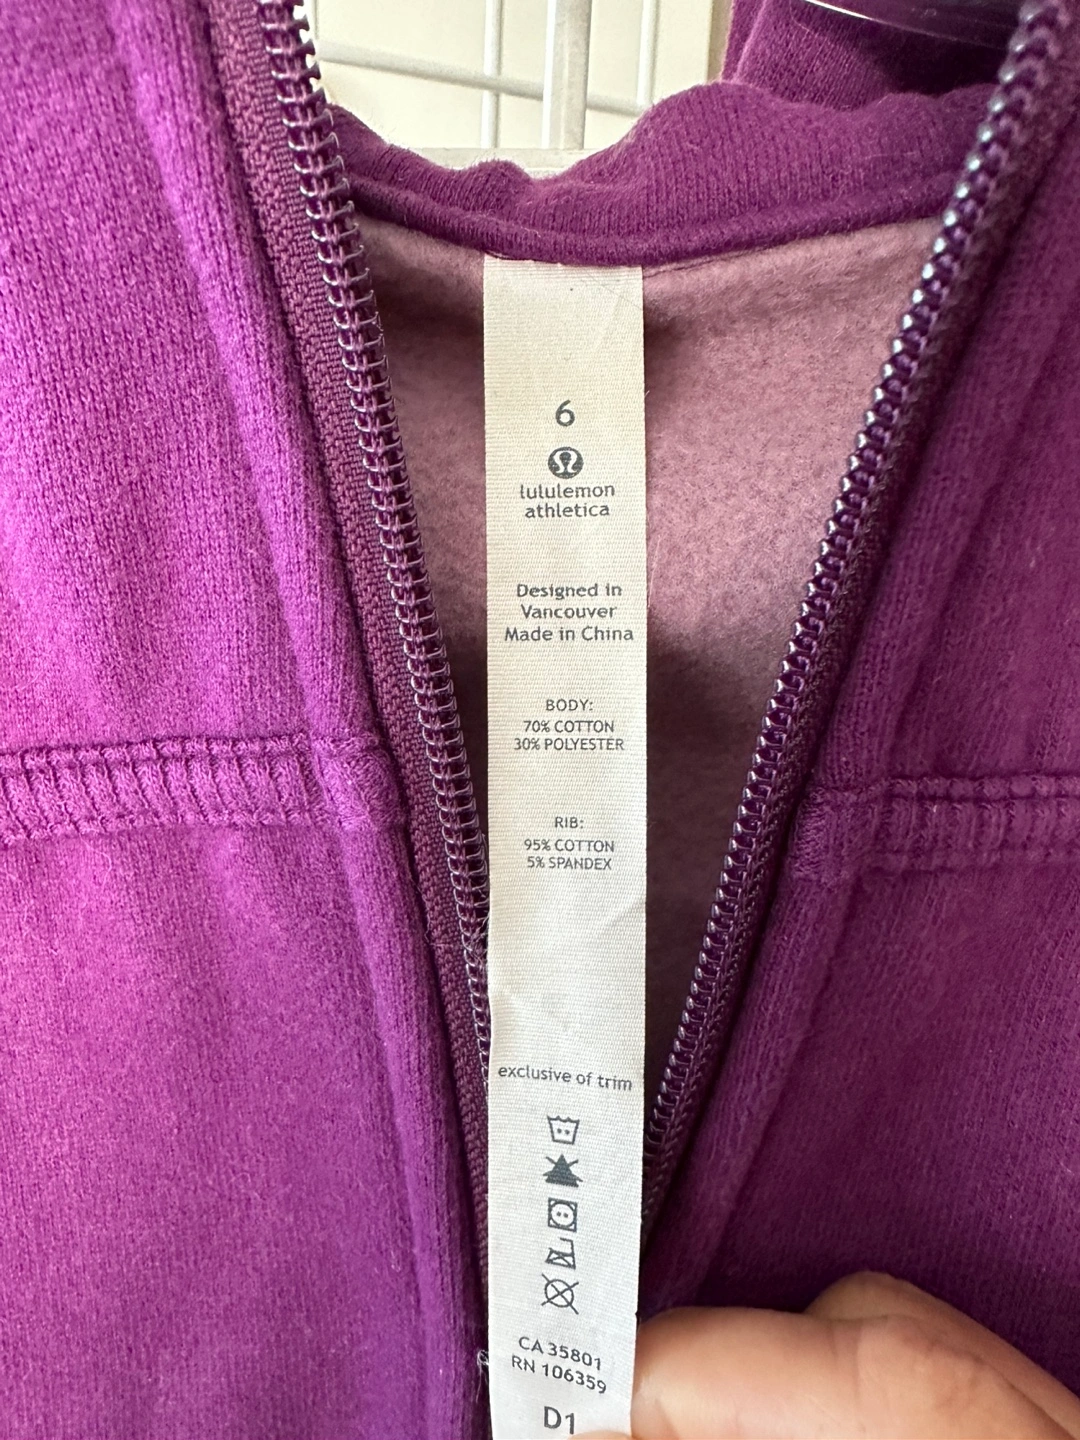 6
lululemon
athletica
Designed in
Vancouver
Made in China
BODY:
70% COTTON
30% POLYESTER
RIB:
95% COTTON
5% SPANDEX
exclusive of trim
CA 35801
RN 106359
D1